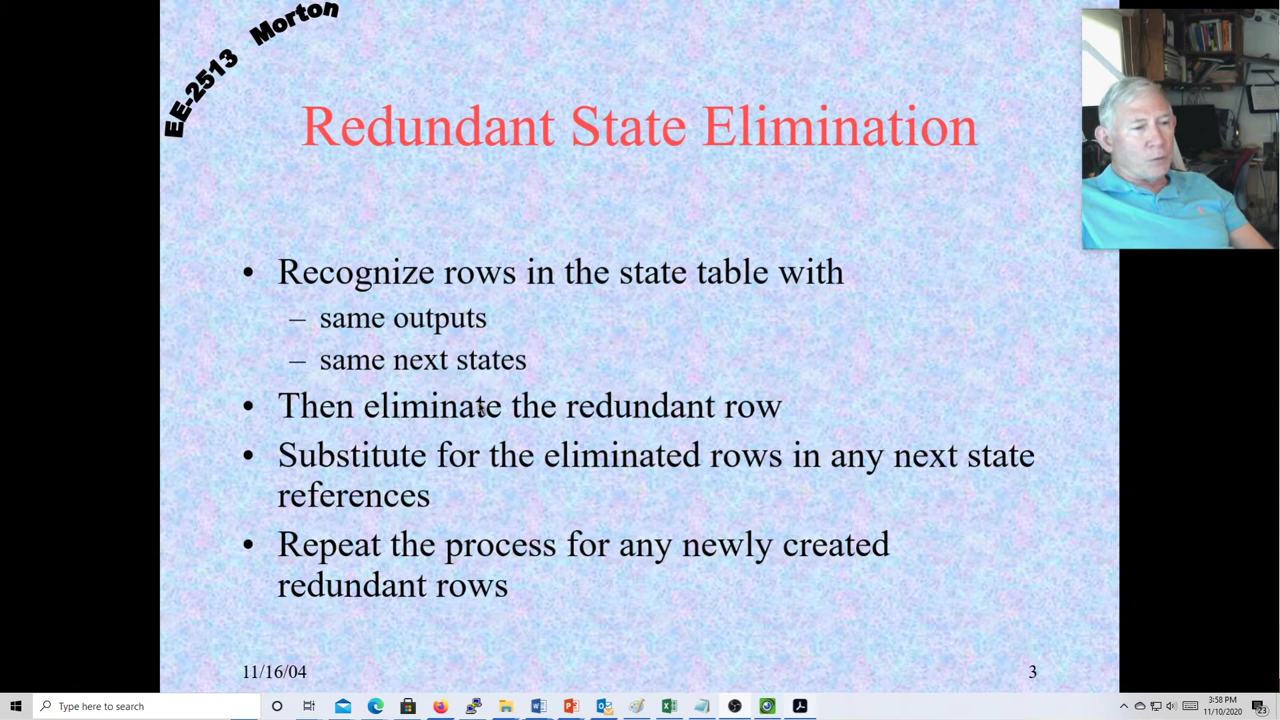 EE-2513 Morton
Redundant State Elimination
• Recognize rows in the state table with
– same outputs
– same next states
• Then eliminate the redundant row
• Substitute for the eliminated rows in any next state
references
• Repeat the process for any newly created
redundant rows
11/16/04
3
Type here to search
3:58 PM
11/10/2020
23